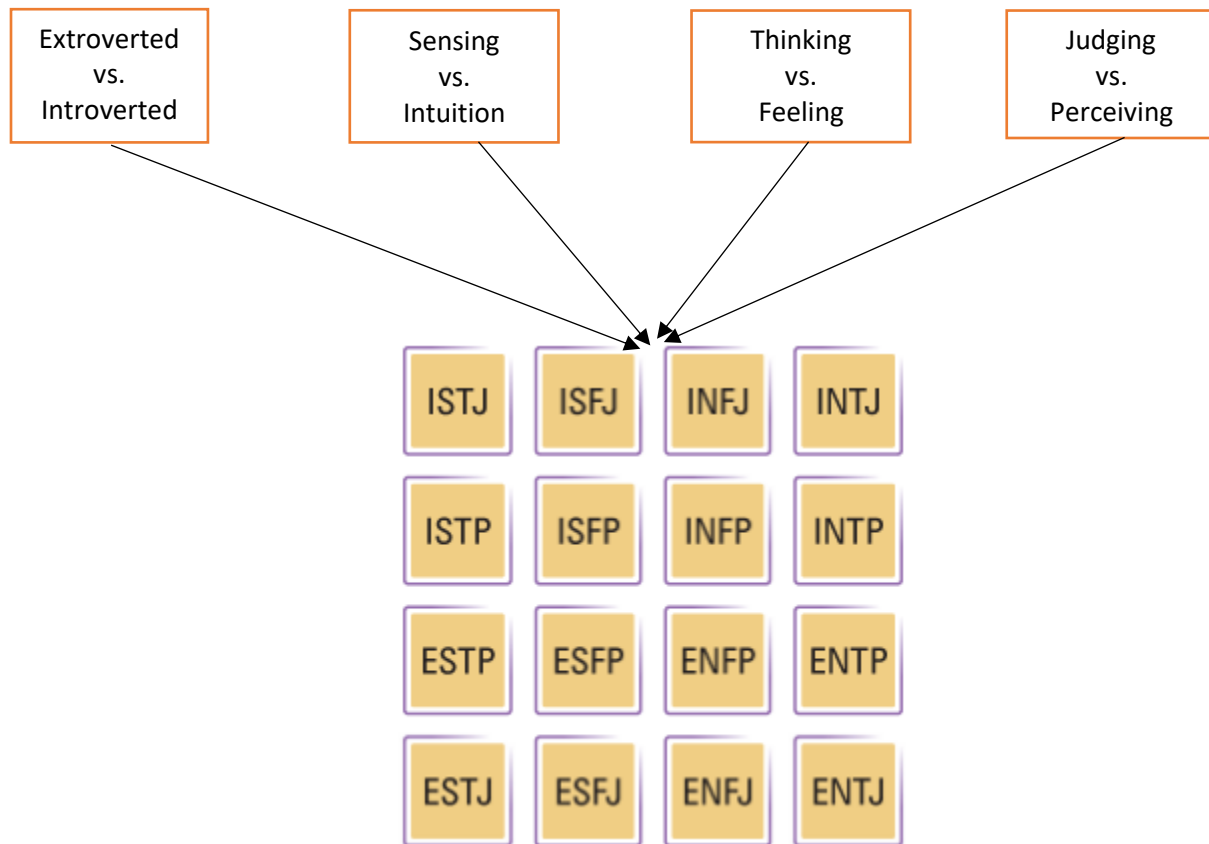 Extroverted
vs.
Introverted
Sensing
vs.
Intuition
Thinking
vs.
Feeling
Judging
vs.
Perceiving
ISTJ ISFJ INFJ INTJ
ISTP ISFP INFP INTP
ESTP ESFP ENFP ENTP
ESTJ ESFJ ENFJ ENTJ